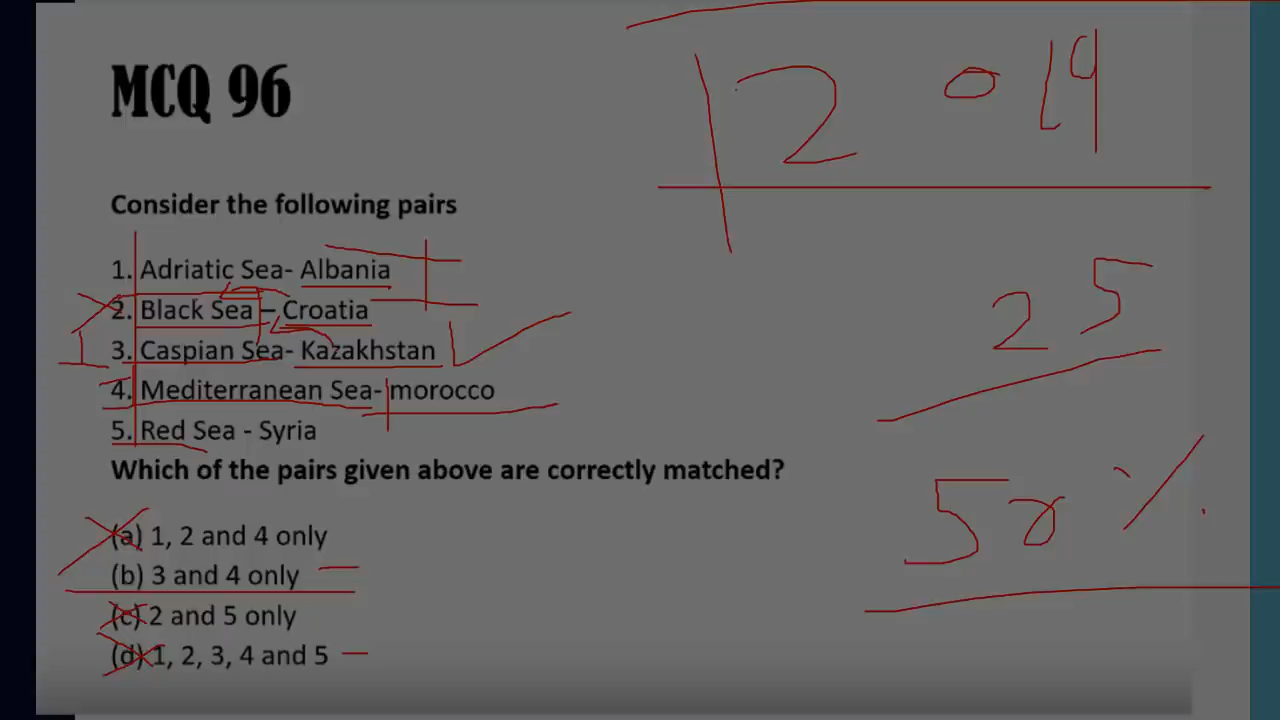 MCQ 96
2019
Consider the following pairs
1. Adriatic Sea- Albania
2. Black Sea – Croatia
3. Caspian Sea- Kazakhstan
4. Mediterranean Sea- morocco
5. Red Sea - Syria
25
Which of the pairs given above are correctly matched?
50%
(a) 1, 2 and 4 only
(b) 3 and 4 only
(c) 2 and 5 only
(d) 1, 2, 3, 4 and 5